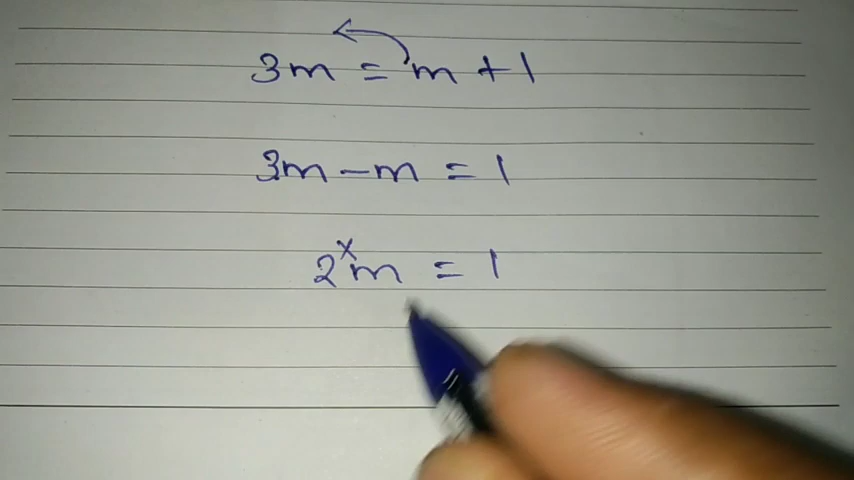 3m = m + 1
3m - m = 1
2 × m = 1